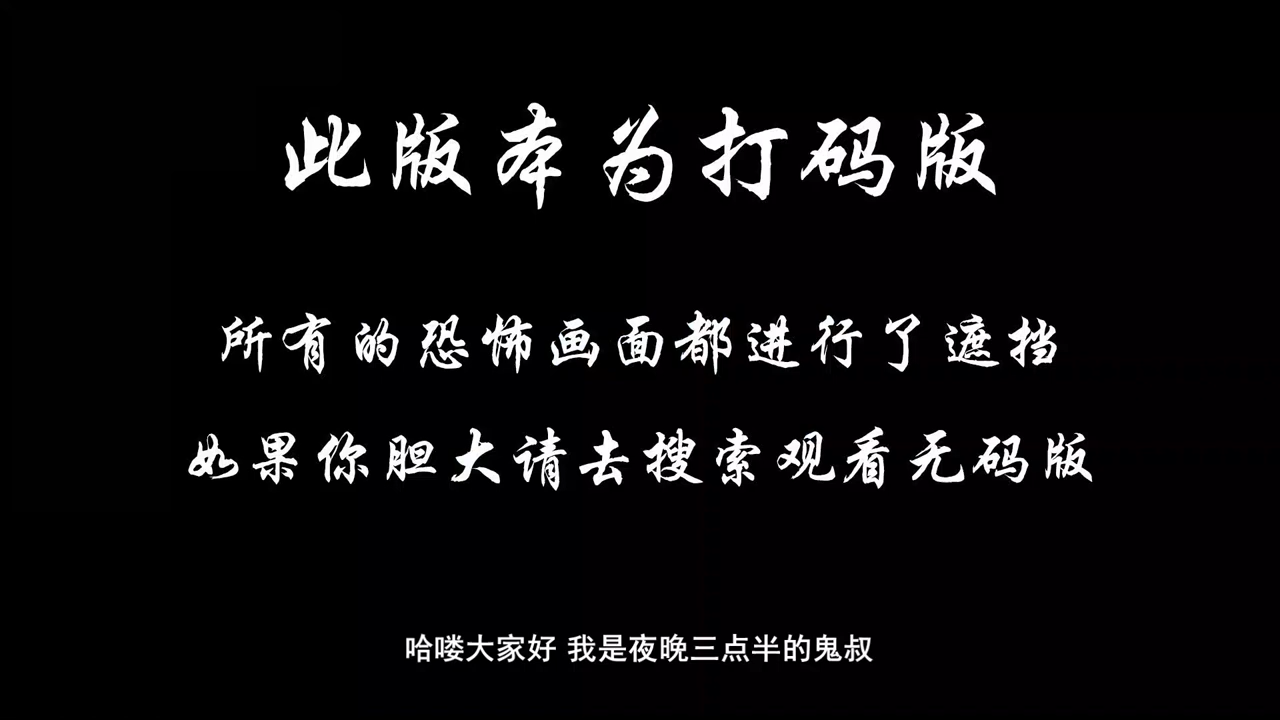 此版本为打码版
所有的恐怖画面都进行了遮挡
如果你胆大请去搜索观看无码版
哈喽大家好 我是夜晚三点半的鬼叔